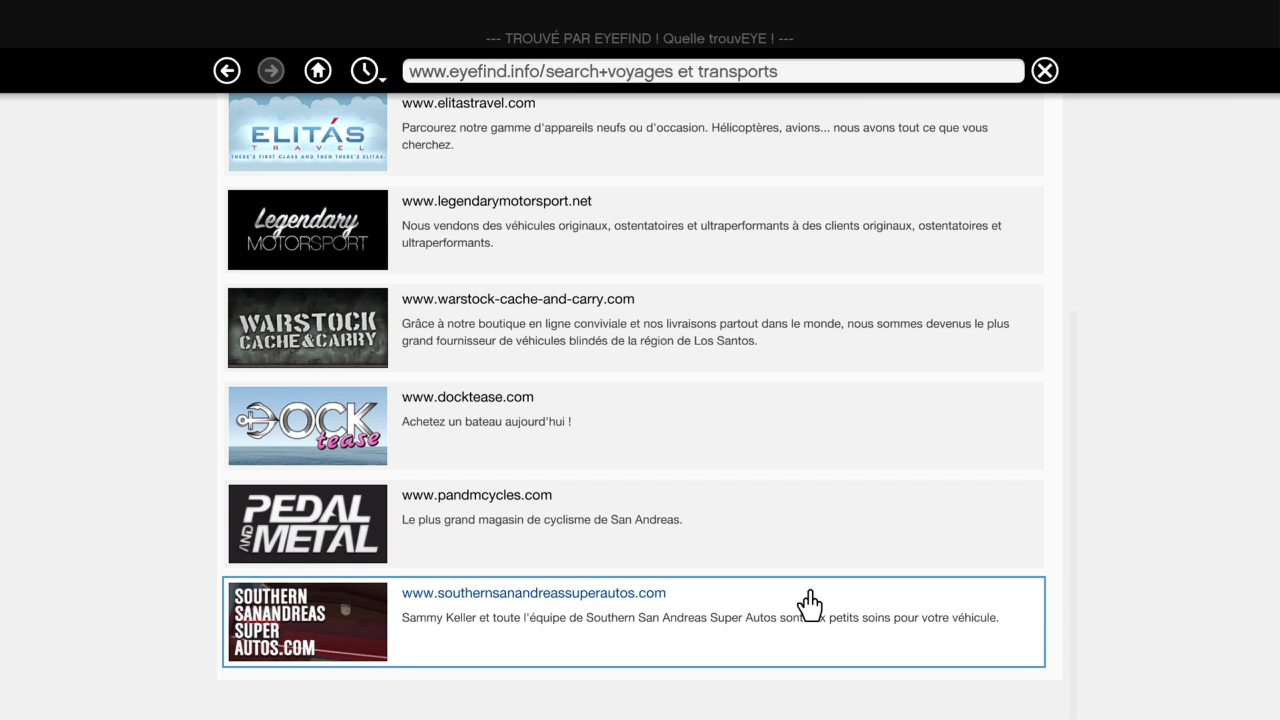 --- TROUVÉ PAR EYEFIND ! Quelle trouvEYE ! ---
www.eyefind.info/search+voyages et transports
ELITÁS
TRAVEL
THERE'S FIRST CLASS AND THEN THERE'S ELITAS.
www.elitastravel.com
Parcourez notre gamme d'appareils neufs ou d'occasion. Hélicoptères, avions... nous avons tout ce que vous
cherchez.
Legendary
MOTORSPORT
www.legendarymotorsport.net
Nous vendons des véhicules originaux, ostentatoires et ultraperformants à des clients originaux, ostentatoires et
ultraperformants.
WARSTOCK
CACHE&CARRY
www.warstock-cache-and-carry.com
Grâce à notre boutique en ligne conviviale et nos livraisons partout dans le monde, nous sommes devenus le plus
grand fournisseur de véhicules blindés de la région de Los Santos.
DOCK
tease
www.docktease.com
Achetez un bateau aujourd'hui !
PEDAL
AND METAL
www.pandmcycles.com
Le plus grand magasin de cyclisme de San Andreas.
SOUTHERN
SANANDREAS
SUPER
AUTOS.COM
www.southernsanandreassuperautos.com
Sammy Keller et toute l'équipe de Southern San Andreas Super Autos sont petits soins pour votre véhicule.